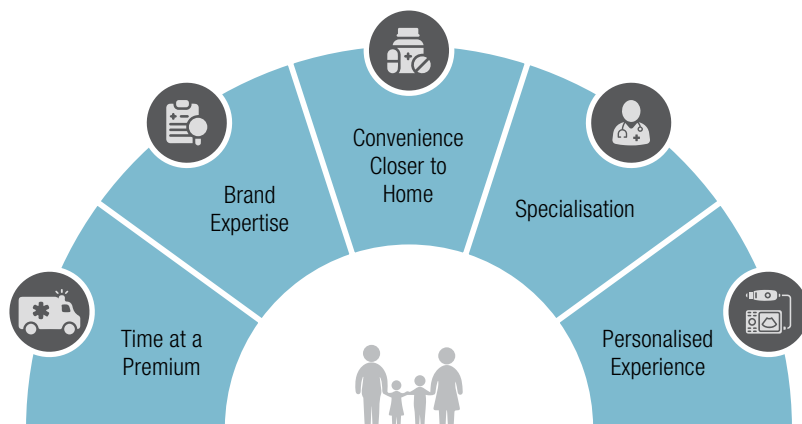 Time at a
Premium
Brand
Expertise
Convenience
Closer to
Home
Specialisation
Personalised
Experience